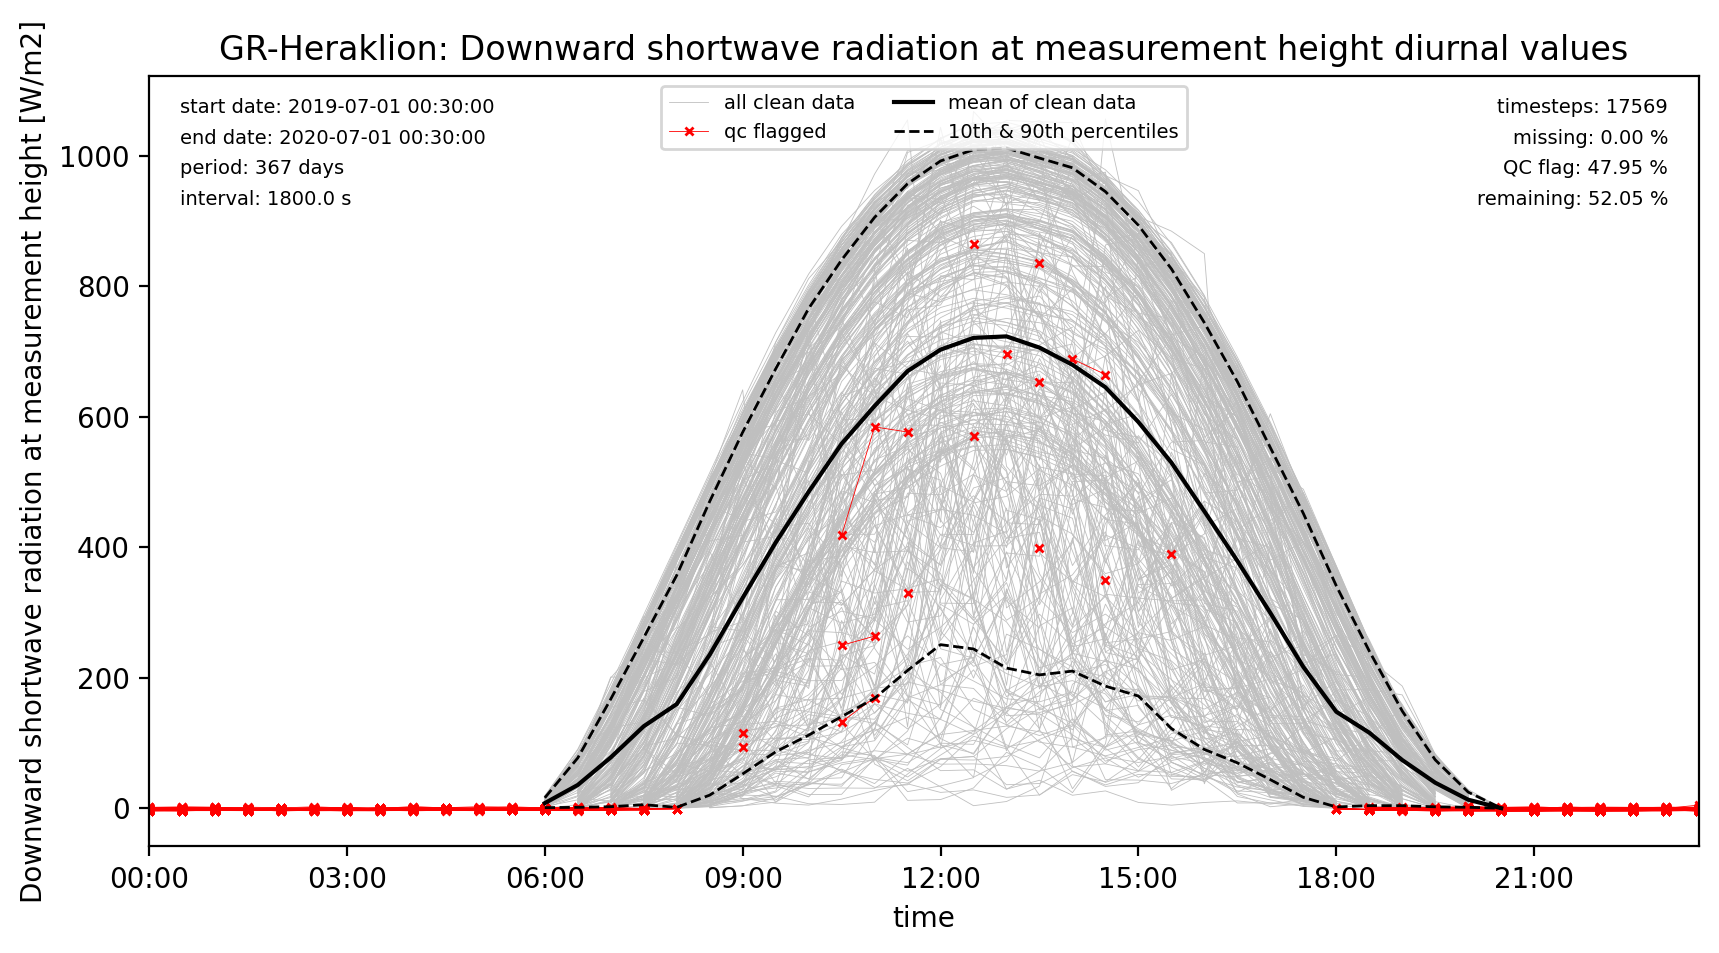 GR-Heraklion: Downward shortwave radiation at measurement height diurnal values
Downward shortwave radiation at measurement height [W/m2]
start date: 2019-07-01 00:30:00
end date: 2020-07-01 00:30:00
period: 367 days
interval: 1800.0 s
all clean data
qc flagged
mean of clean data
10th & 90th percentiles
timesteps: 17569
missing: 0.00 %
QC flag: 47.95 %
remaining: 52.05 %
1000
800
600
400
200
0
00:00
03:00
06:00
09:00
12:00
15:00
18:00
21:00
time